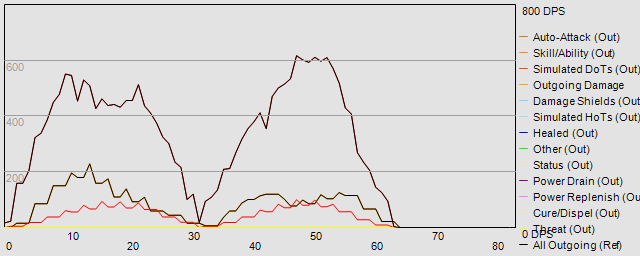 800 DPS
Auto-Attack (Out)
Skill/Ability (Out)
600
Simulated DoTs (Out)
Outgoing Damage
Damage Shields (Out)
400
Simulated HoTs (Out)
Healed (Out)
Other (Out)
Status (Out)
200
Power Drain (Out)
Power Replenish (Ou
Cure/Dispel (Out)
Threat (Out)
0 DPS
All Outgoing (Ref)
0 10 20 30 40 50 60 70 80